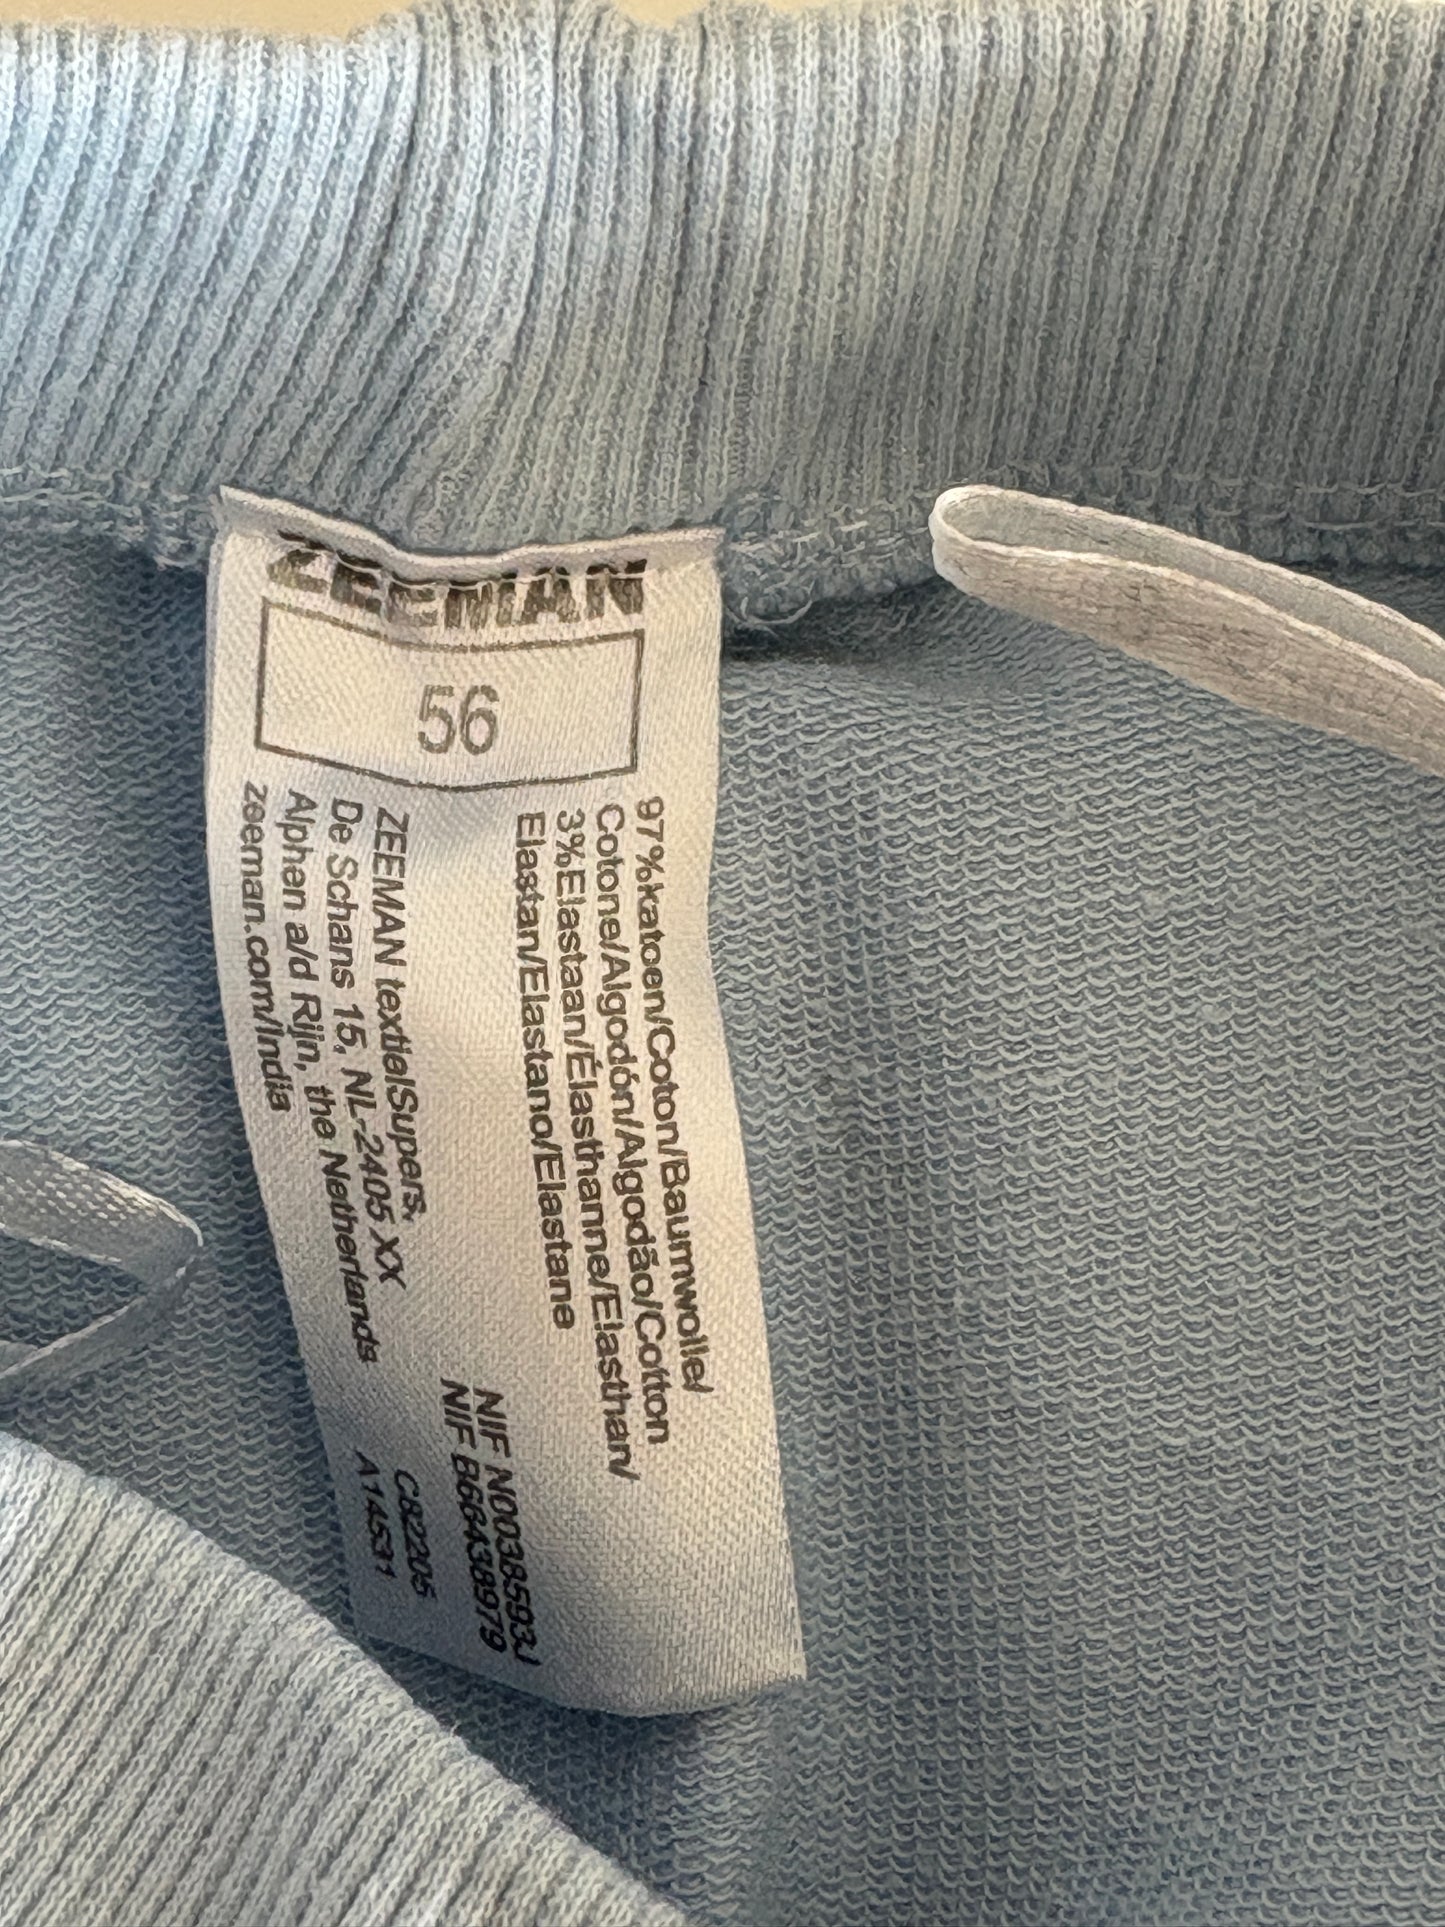 ZEEMAN
56
97%katoen/Coton/Baumwolle/
Cotone/Algodón/Algodão/Cotton
3%Elastaan/Élasthanne/Elasthan/
Elastan/Elastano/Elastane
NIF N0038593J
NIF B66438979
ZEEMAN textielSupers,
De Schans 15, NL-2405 XX
Alphen a/d Rijn, the Netherlands
zeeman.com/India
C82205
A114531